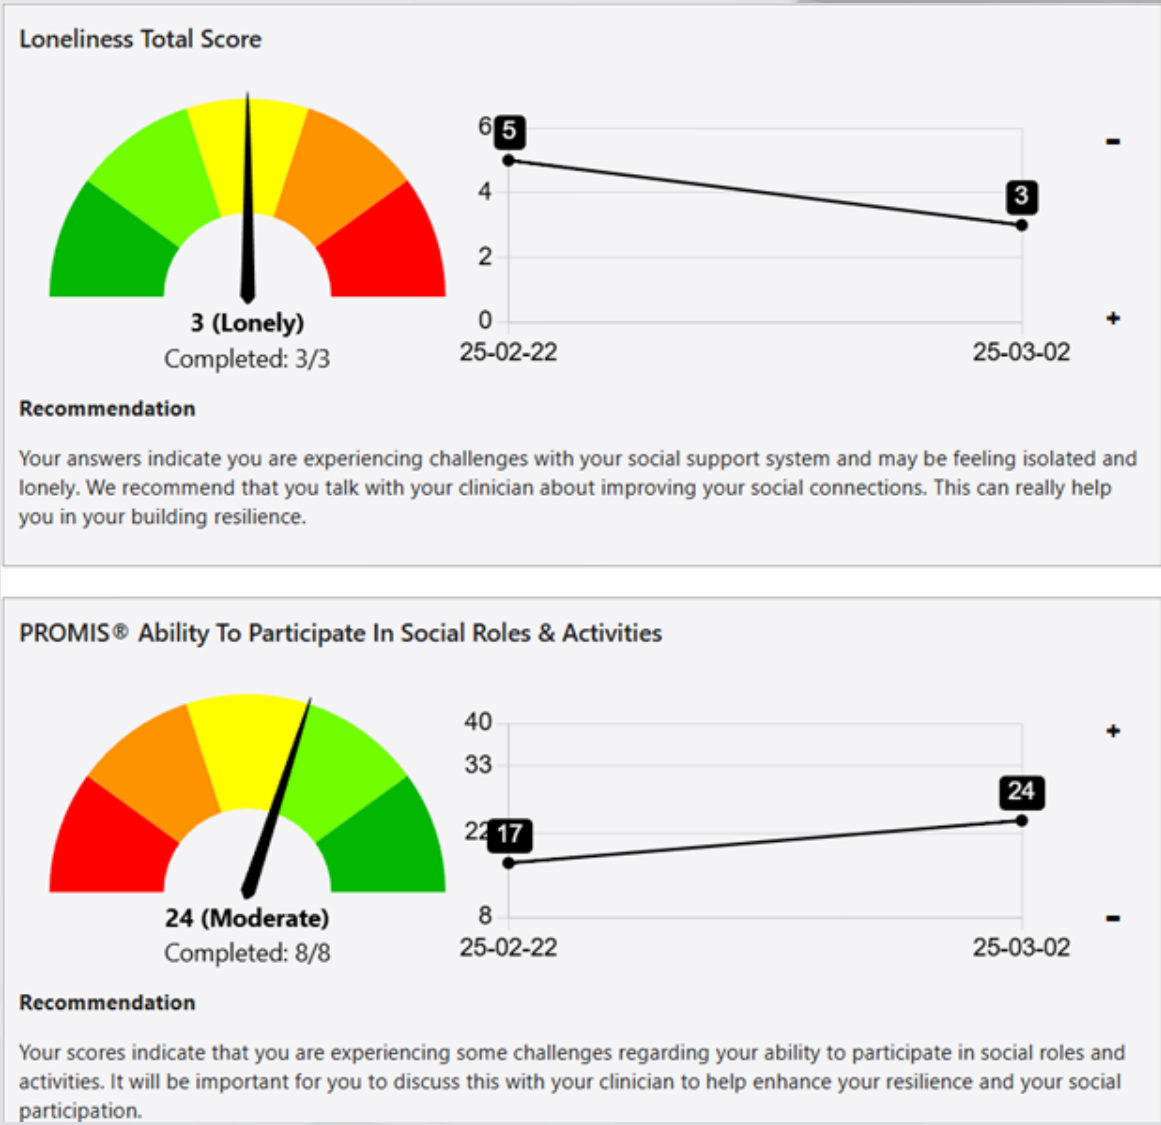 Loneliness Total Score
6
5
4
3
2
0
25-02-22
25-03-02
-
+
3 (Lonely)
Completed: 3/3
Recommendation
Your answers indicate you are experiencing challenges with your social support system and may be feeling isolated and
lonely. We recommend that you talk with your clinician about improving your social connections. This can really help
you in your building resilience.
PROMIS® Ability To Participate In Social Roles & Activities
40
33
24
22
17
8
25-02-22
25-03-02
+
-
24 (Moderate)
Completed: 8/8
Recommendation
Your scores indicate that you are experiencing some challenges regarding your ability to participate in social roles and
activities. It will be important for you to discuss this with your clinician to help enhance your resilience and your social
participation.